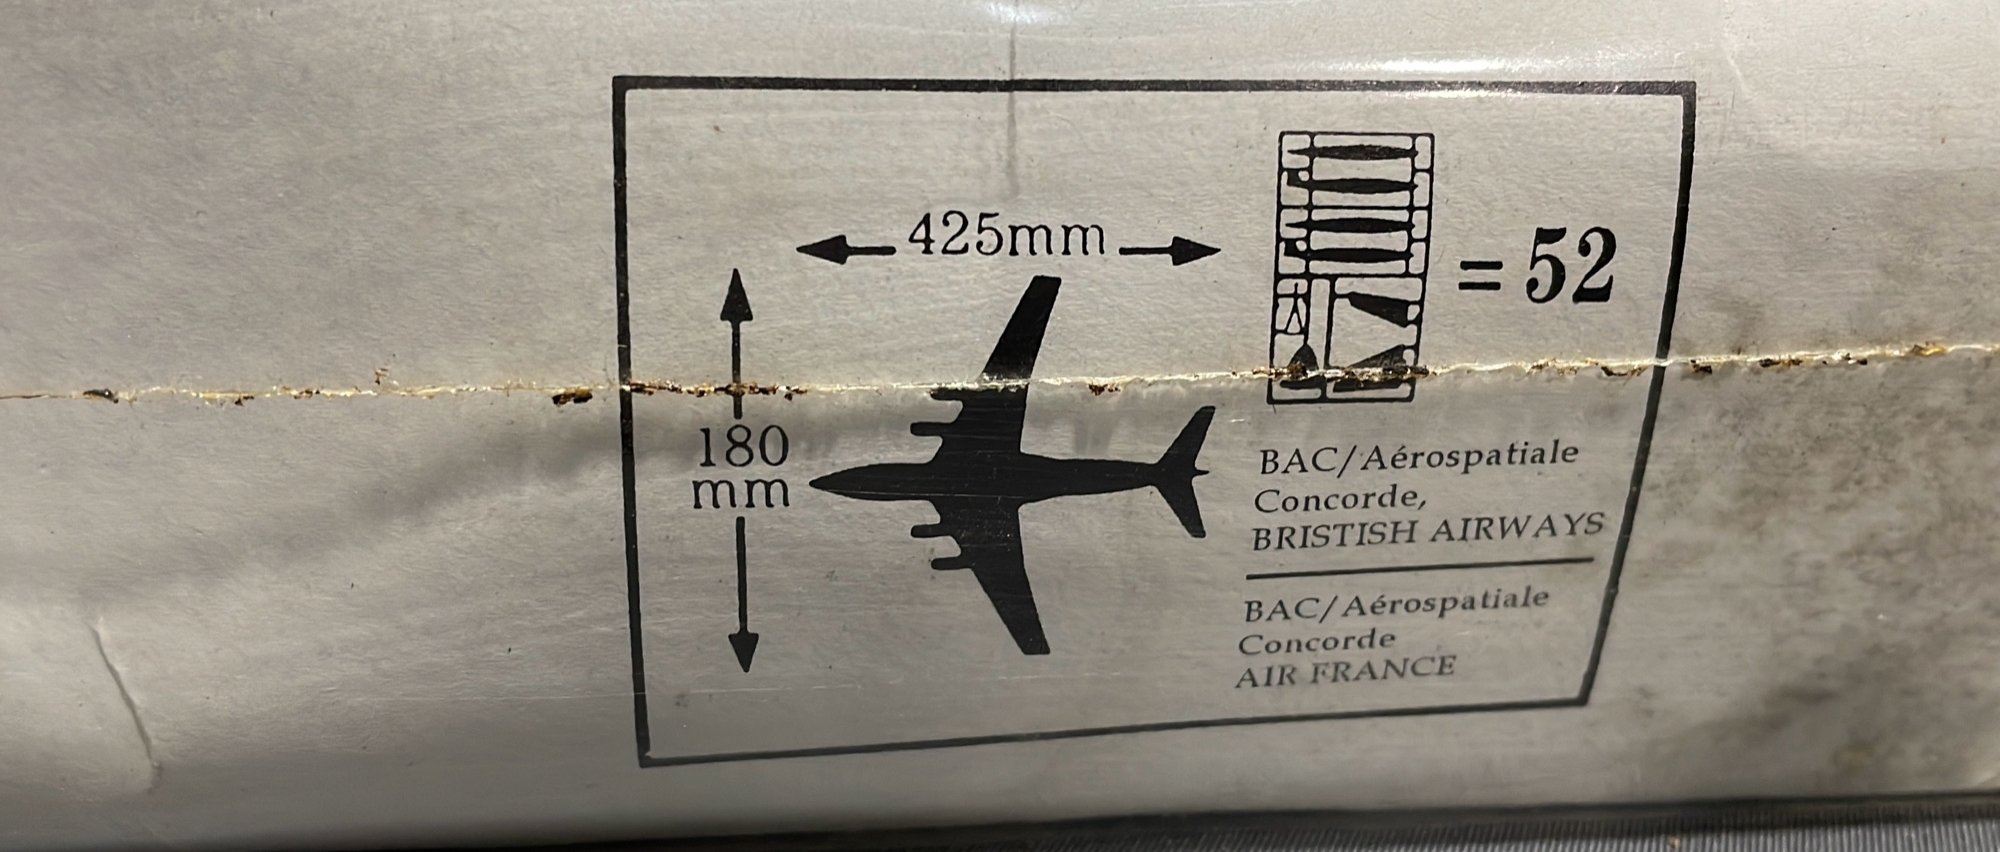 425mm
= 52
180
mm
BAC/Aérospatiale
Concorde,
BRISTISH AIRWAYS
BAC/Aérospatiale
Concorde
AIR FRANCE